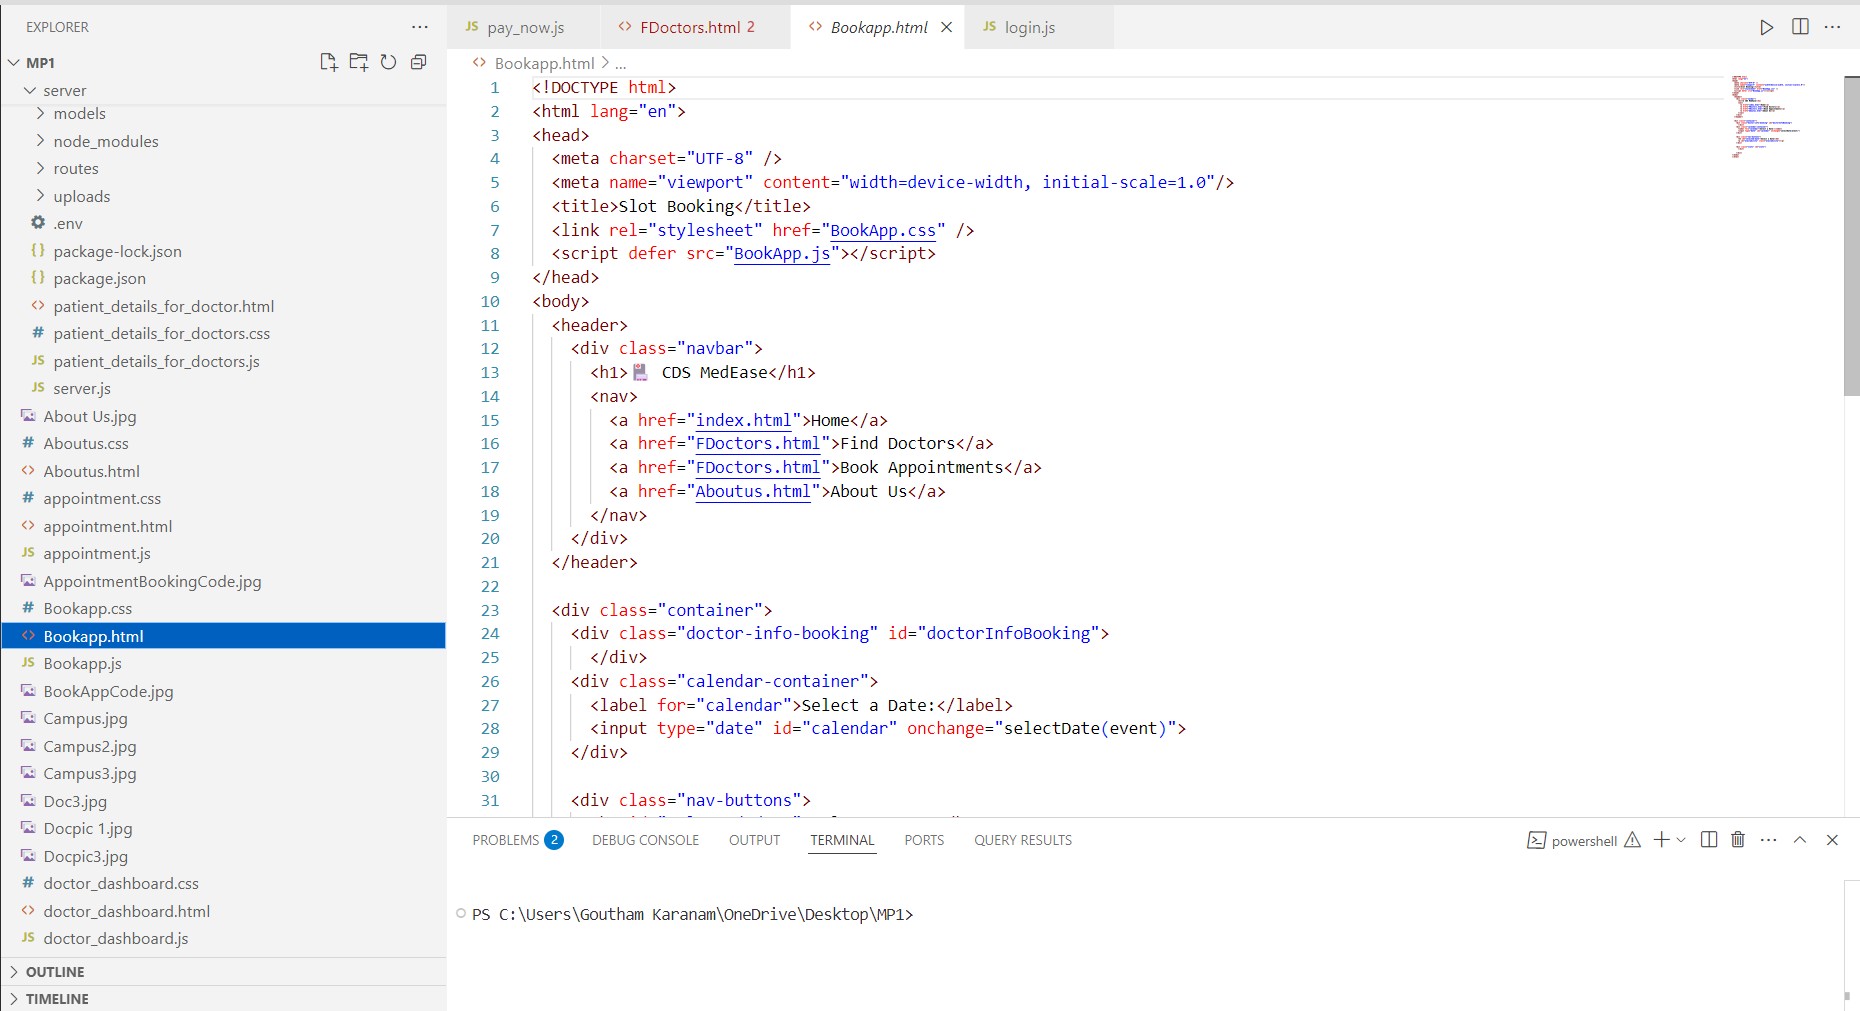 EXPLORER
MP1
server
models
node_modules
routes
uploads
.env
package-lock.json
package.json
patient_details_for_doctor.html
patient_details_for_doctors.css
patient_details_for_doctors.js
server.js
About Us.jpg
Aboutus.css
Aboutus.html
appointment.css
appointment.html
appointment.js
AppointmentBookingCode.jpg
Bookapp.css
Bookapp.html
Bookapp.js
BookAppCode.jpg
Campus.jpg
Campus2.jpg
Campus3.jpg
Doc3.jpg
Docpic 1.jpg
Docpic3.jpg
doctor_dashboard.css
doctor_dashboard.html
doctor_dashboard.js
OUTLINE
TIMELINE
JS pay_now.js <> FDoctors.html 2 <> Bookapp.html JS login.js
<> Bookapp.html > ...
1 <!DOCTYPE html>
2 <html lang="en">
3 <head>
4 <meta charset="UTF-8" />
5 <meta name="viewport" content="width=device-width, initial-scale=1.0"/>
6 <title>Slot Booking</title>
7 <link rel="stylesheet" href="BookApp.css" />
8 <script defer src="BookApp.js"></script>
9 </head>
10 <body>
11 <header>
12 <div class="navbar">
13 <h1> CDS MedEase</h1>
14 <nav>
15 <a href="index.html">Home</a>
16 <a href="FDoctors.html">Find Doctors</a>
17 <a href="FDoctors.html">Book Appointments</a>
18 <a href="Aboutus.html">About Us</a>
19 </nav>
20 </div>
21 </header>
22
23 <div class="container">
24 <div class="doctor-info-booking" id="doctorInfoBooking">
25 </div>
26 <div class="calendar-container">
27 <label for="calendar">Select a Date:</label>
28 <input type="date" id="calendar" onchange="selectDate(event)">
29 </div>
30
31 <div class="nav-buttons">
PROBLEMS 2 DEBUG CONSOLE OUTPUT TERMINAL PORTS QUERY RESULTS powershell
PS C:\Users\Goutham Karanam\OneDrive\Desktop\MP1>